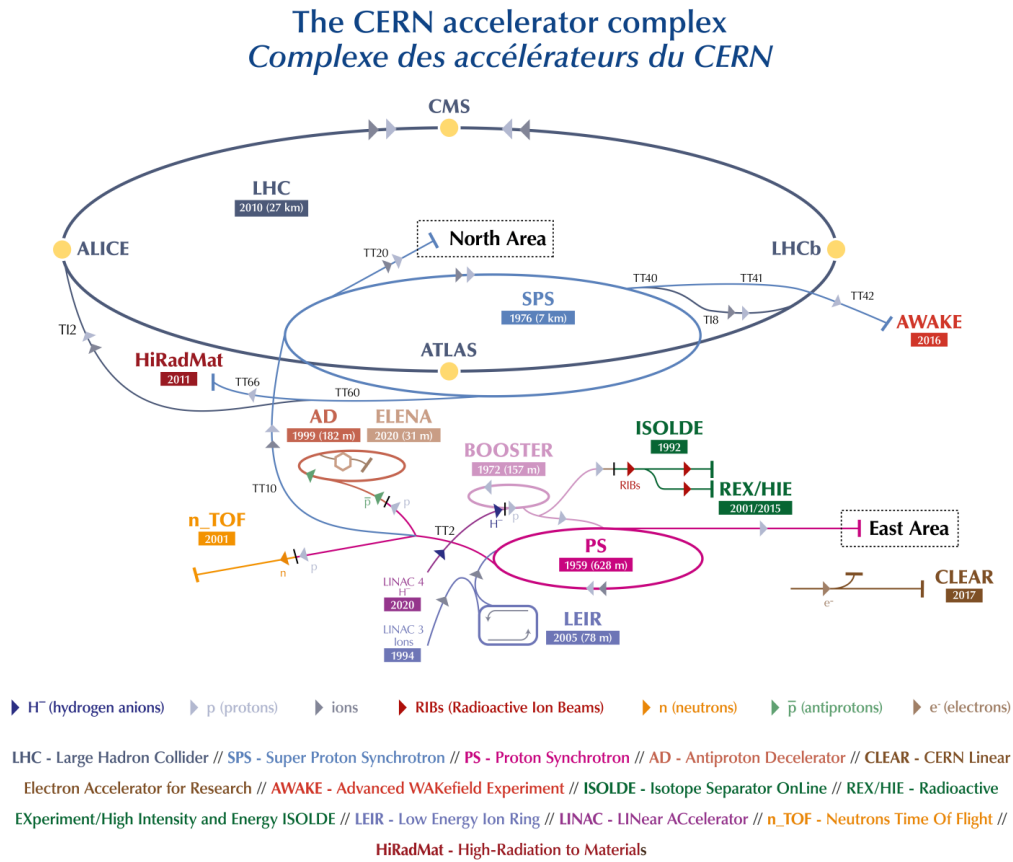 The CERN accelerator complex
Complexe des accélérateurs du CERN
CMS
LHC
2010 (27 km)
ALICE
TT20
North Area
LHCb
TT40
TT41
SPS
1976 (7 km)
TI8
TT42
AWAKE
2016
TI2
ATLAS
HiRadMat
2011
TT66
TT60
AD
1999 (182 m)
ELENA
2020 (31 m)
ISOLDE
1992
BOOSTER
1972 (157 m)
RIBs
REX/HIE
2001/2015
TT10
p̅
p
H⁻
p
n_TOF
2001
TT2
East Area
PS
1959 (628 m)
n
p
LINAC 4
H⁻
2020
CLEAR
2017
e⁻
LINAC 3
Ions
1994
LEIR
2005 (78 m)
H⁻ (hydrogen anions)
p (protons)
ions
RIBs (Radioactive Ion Beams)
n (neutrons)
p̅ (antiprotons)
e⁻ (electrons)
LHC - Large Hadron Collider // SPS - Super Proton Synchrotron // PS - Proton Synchrotron // AD - Antiproton Decelerator // CLEAR - CERN Linear
Electron Accelerator for Research // AWAKE - Advanced WAKefield Experiment // ISOLDE - Isotope Separator OnLine // REX/HIE - Radioactive
EXperiment/High Intensity and Energy ISOLDE // LEIR - Low Energy Ion Ring // LINAC - LINear ACcelerator // n_TOF - Neutrons Time Of Flight //
HiRadMat - High-Radiation to Materials